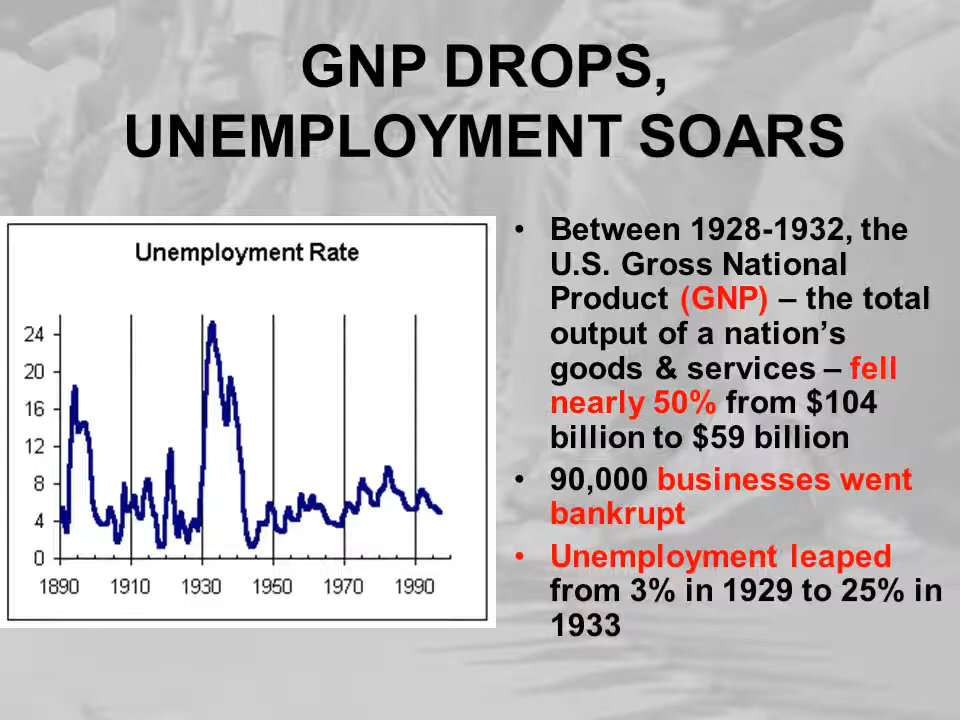 GNP DROPS,
UNEMPLOYMENT SOARS
Unemployment Rate
24
20
16
12
8
4
0
1890 1910 1930 1950 1970 1990
• Between 1928-1932, the
U.S. Gross National
Product (GNP) – the total
output of a nation’s
goods & services – fell
nearly 50% from $104
billion to $59 billion
• 90,000 businesses went
bankrupt
• Unemployment leaped
from 3% in 1929 to 25% in
1933